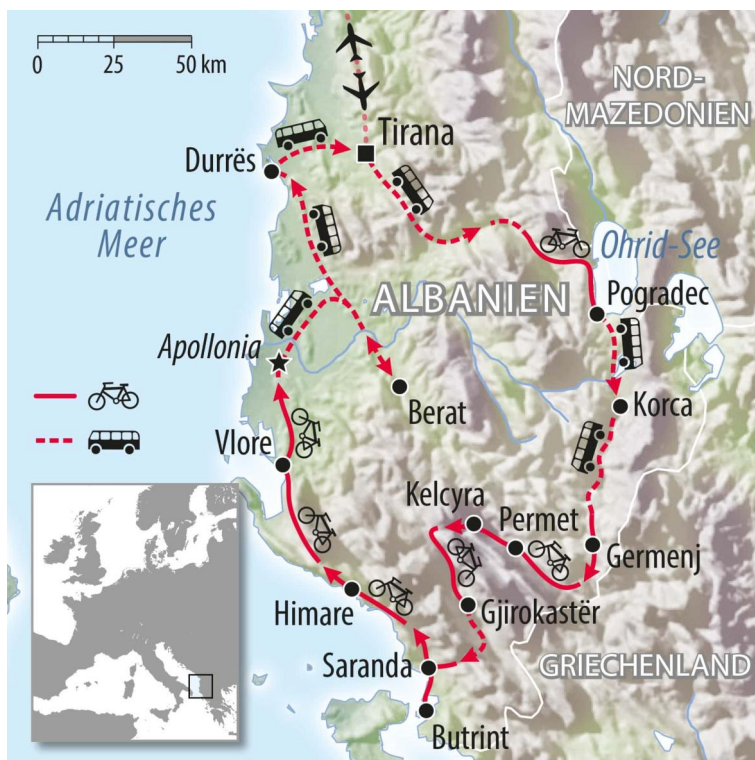 0 25 50 km
NORD-
MAZEDONIEN
Tirana
Durrës
Adriatisches
Meer
Ohrid-See
ALBANIEN
Pogradec
Apollonia
Berat
Korca
Vlore
Kelcyra
Permet
Germenj
Himare
Gjirokastër
Saranda
GRIECHENLAND
Butrint